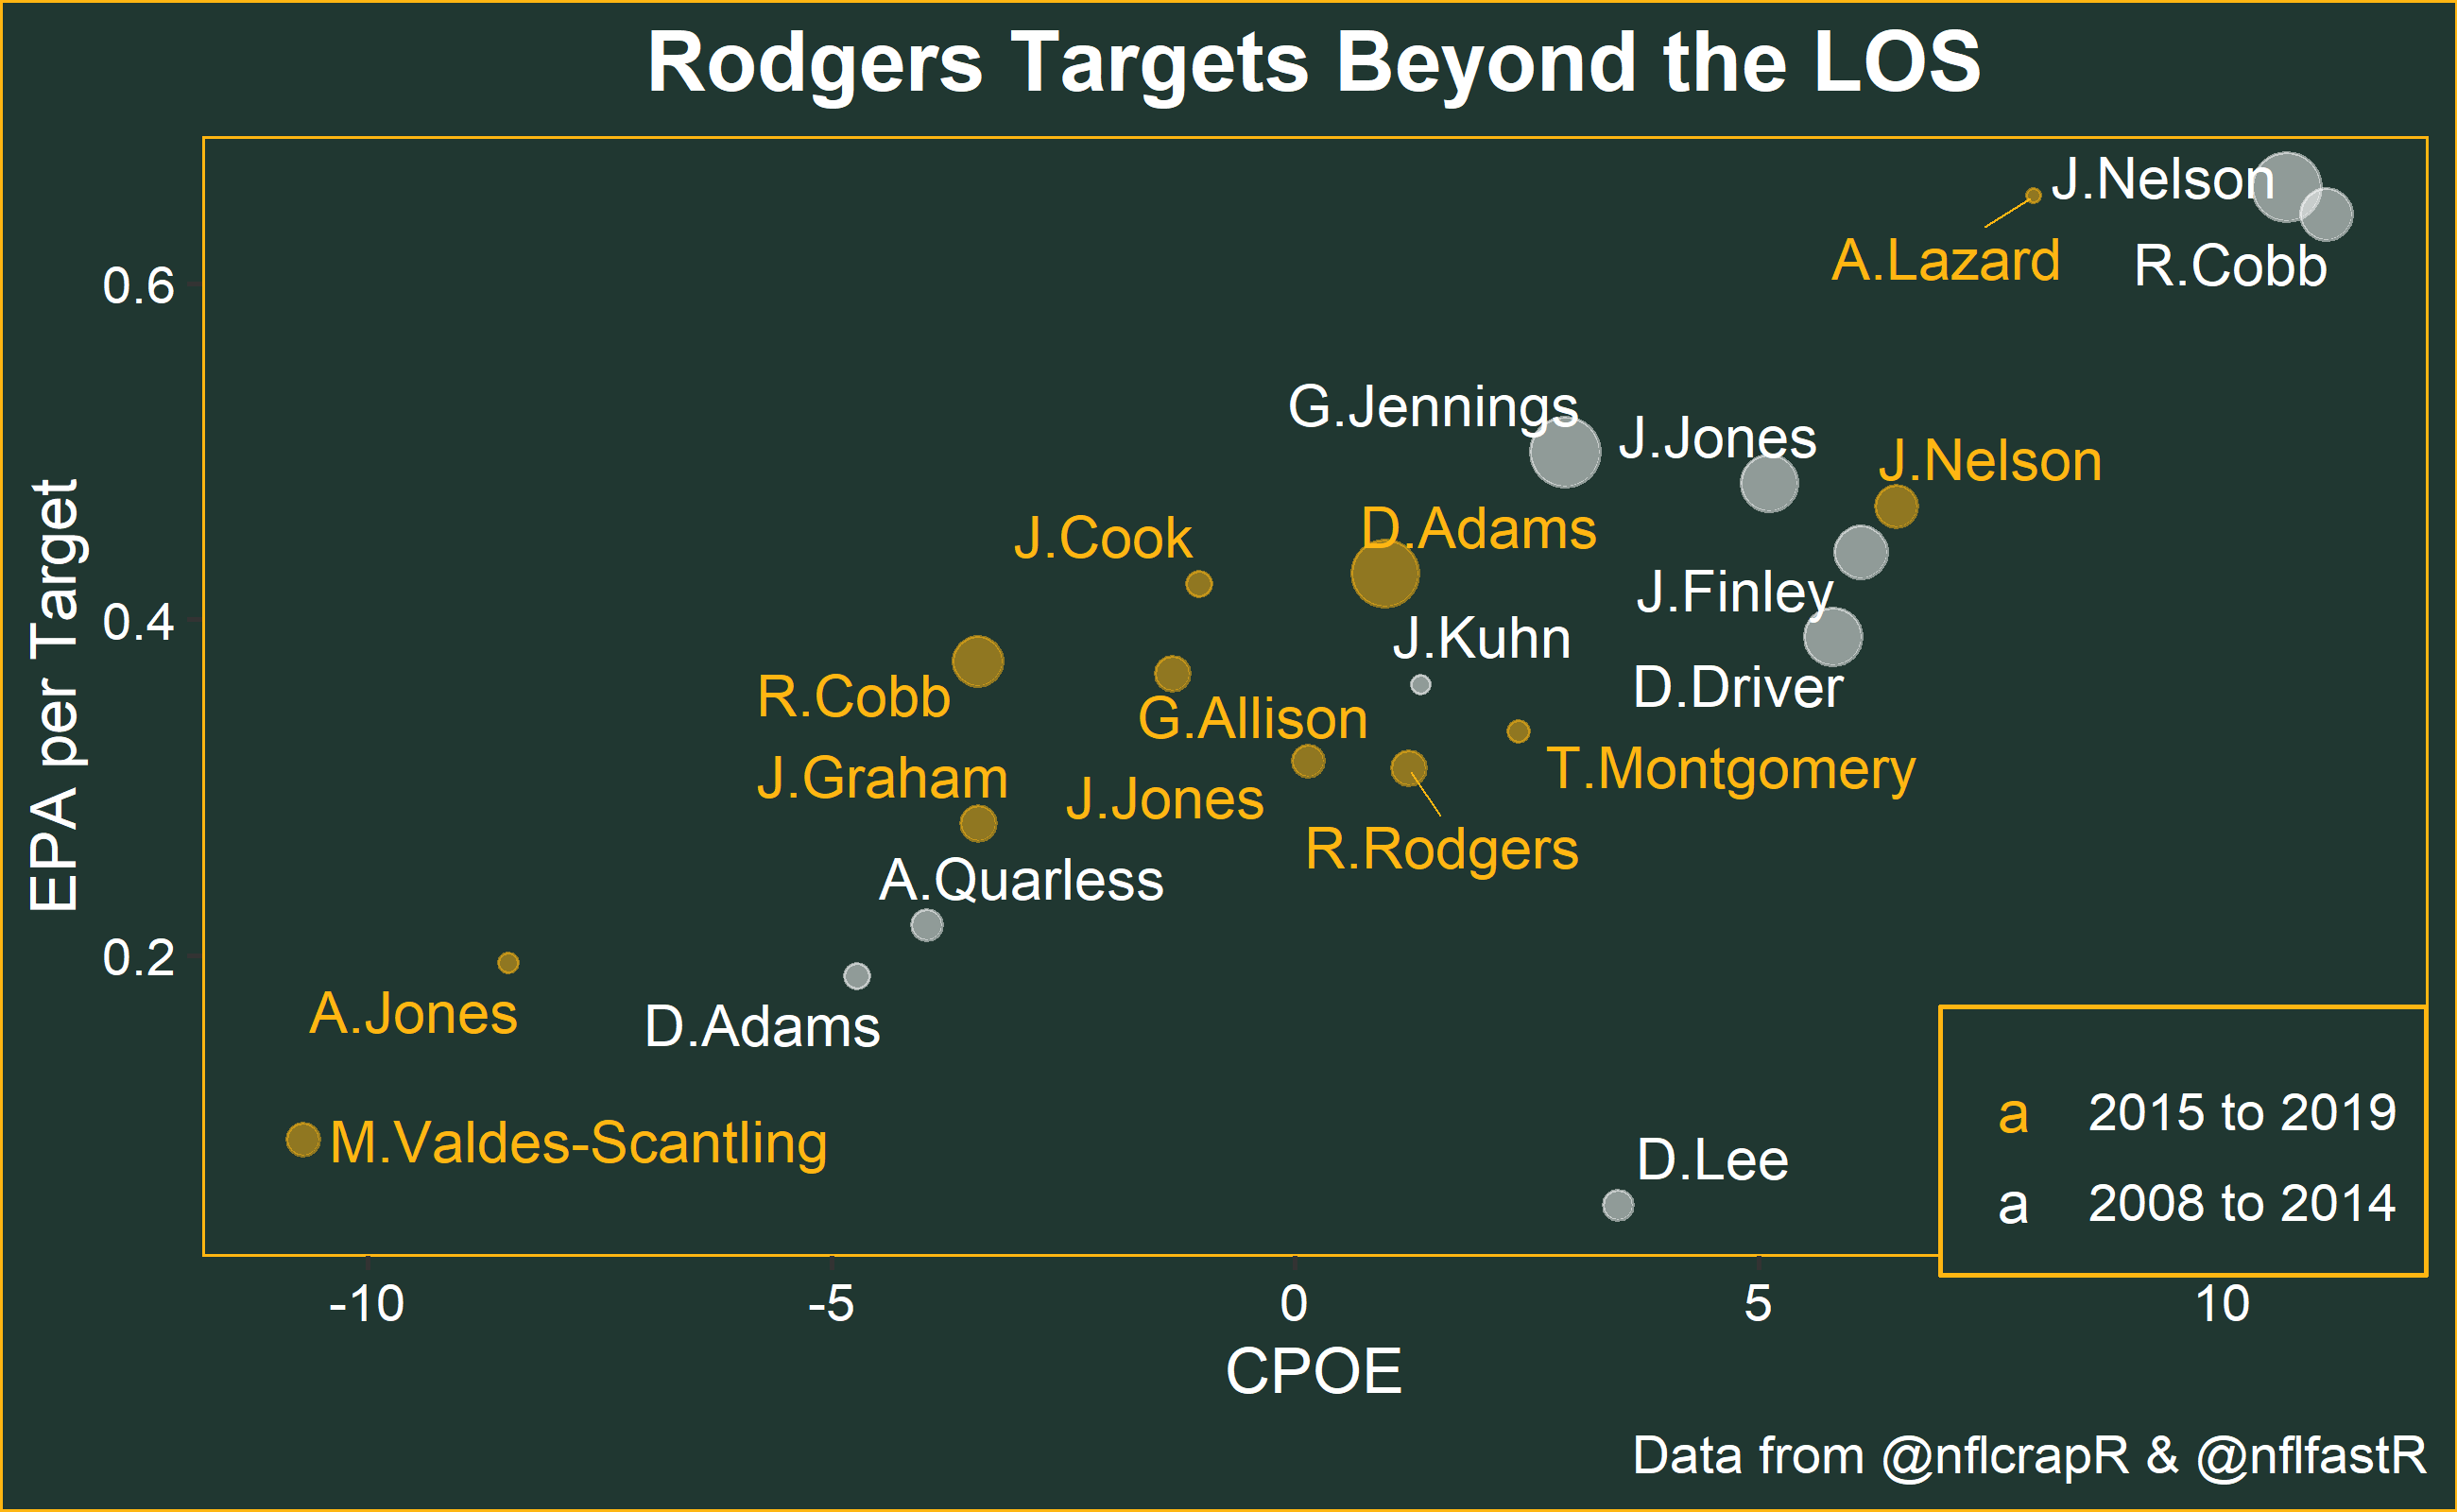 Rodgers Targets Beyond the LOS
J.Nelson
A.Lazard
R.Cobb
0.6
G.Jennings
J.Jones
J.Nelson
D.Adams
J.Cook
J.Finley
0.4
J.Kuhn
R.Cobb
D.Driver
G.Allison
T.Montgomery
J.Graham
J.Jones
R.Rodgers
A.Quarless
0.2
A.Jones
D.Adams
M.Valdes-Scantling
D.Lee
EPA per Target
a 2015 to 2019
a 2008 to 2014
-10 -5 0 5 10
CPOE
Data from @nflcrapR & @nflfastR